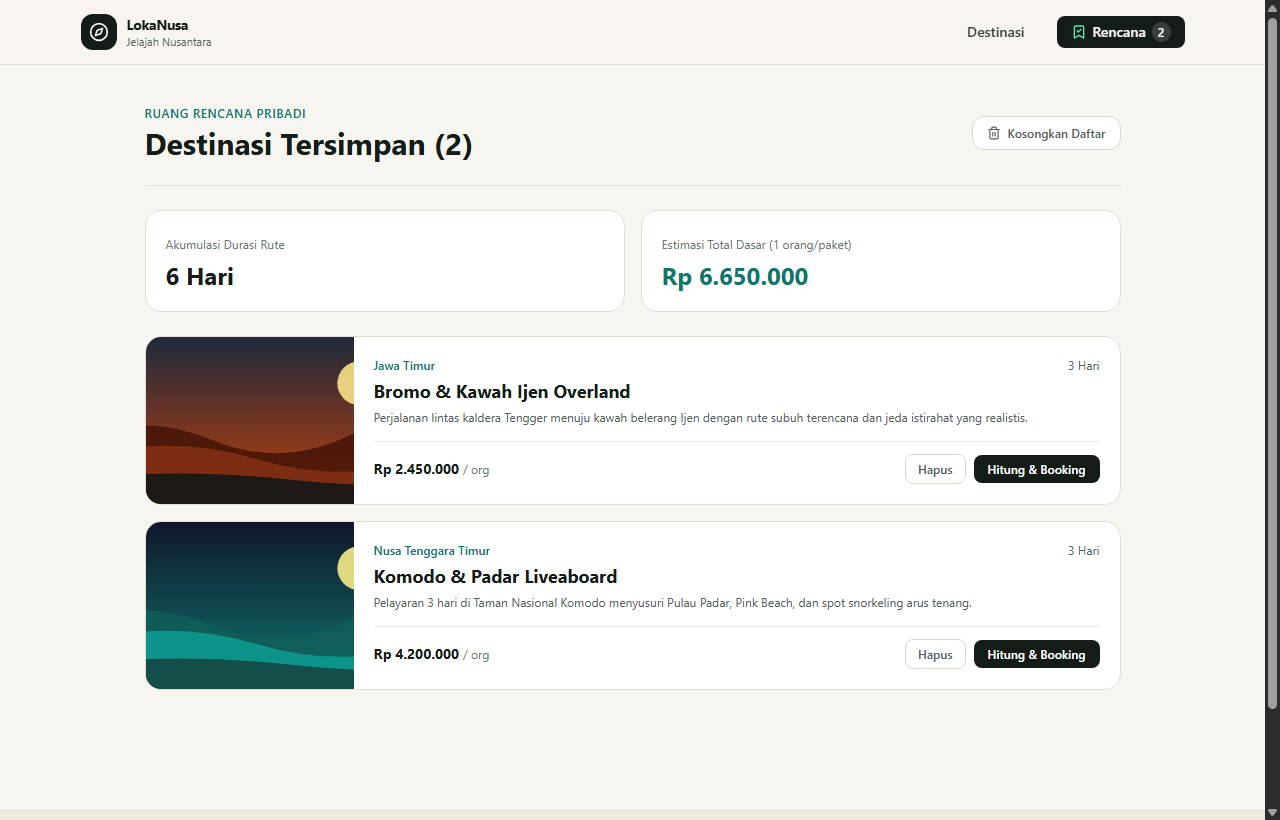 LokaNusa
Jelajah Nusantara
Destinasi
Rencana 2
RUANG RENCANA PRIBADI
Destinasi Tersimpan (2)
Kosongkan Daftar
Akumulasi Durasi Rute
6 Hari
Estimasi Total Dasar (1 orang/paket)
Rp 6.650.000
Jawa Timur
3 Hari
Bromo & Kawah Ijen Overland
Perjalanan lintas kaldera Tengger menuju kawah belerang Ijen dengan rute subuh terencana dan jeda istirahat yang realistis.
Rp 2.450.000 / org
Hapus
Hitung & Booking
Nusa Tenggara Timur
3 Hari
Komodo & Padar Liveaboard
Pelayaran 3 hari di Taman Nasional Komodo menyusuri Pulau Padar, Pink Beach, dan spot snorkeling arus tenang.
Rp 4.200.000 / org
Hapus
Hitung & Booking